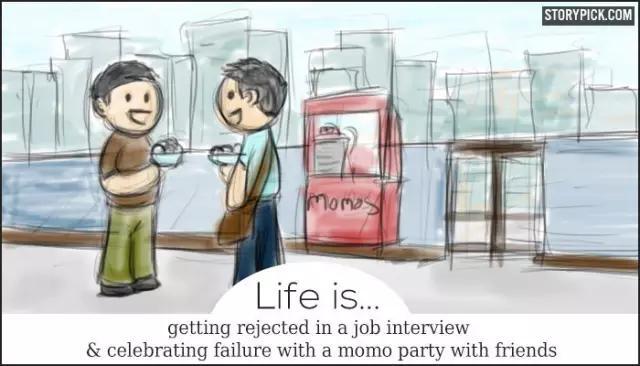 STORYPICK.COM
MOMOS
Life is...
getting rejected in a job interview
& celebrating failure with a momo party with friends